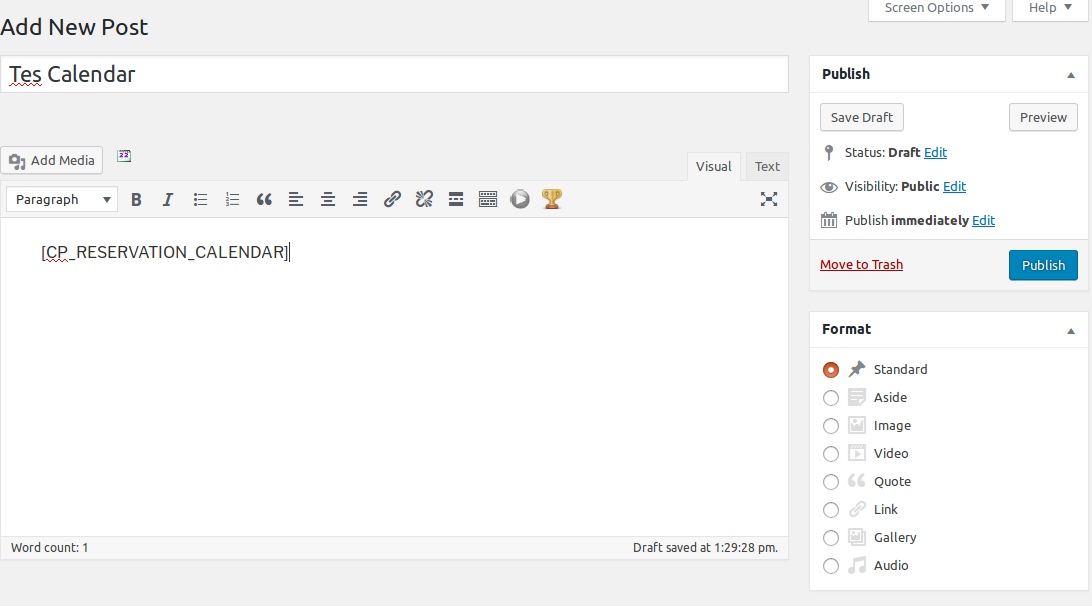 Screen Options
Help
Add New Post
Tes Calendar
Add Media
22
Visual
Text
Paragraph
[CP_RESERVATION_CALENDAR]
Word count: 1
Draft saved at 1:29:28 pm.
Publish
Save Draft
Preview
Status: Draft Edit
Visibility: Public Edit
Publish immediately Edit
Move to Trash
Publish
Format
Standard
Aside
Image
Video
Quote
Link
Gallery
Audio